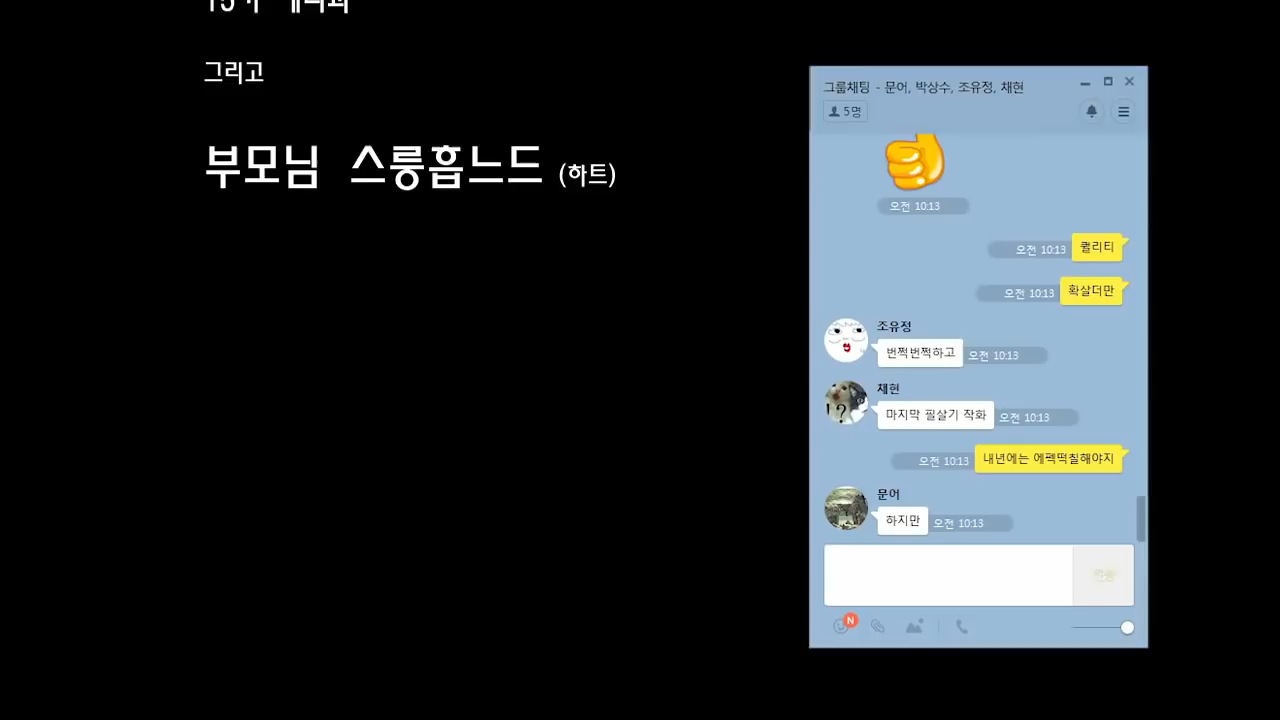 그리고
부모님 스릉흡느드 (하트)
그룹채팅 - 문어, 박상수, 조유정, 채현
5명
오전 10:13
오전 10:13 퀄리티
오전 10:13 확살더만
조유정
번쩍번쩍하고 오전 10:13
채현
!?
마지막 필살기 작화 오전 10:13
오전 10:13 내년에는 에펙떡칠해야지
문어
하지만 오전 10:13
N